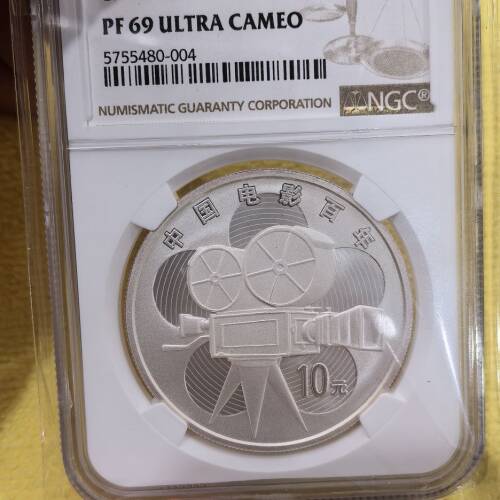 PF 69 ULTRA CAMEO
5755480-004
NUMISMATIC GUARANTY CORPORATION
NGC®
中国电影百年
10元